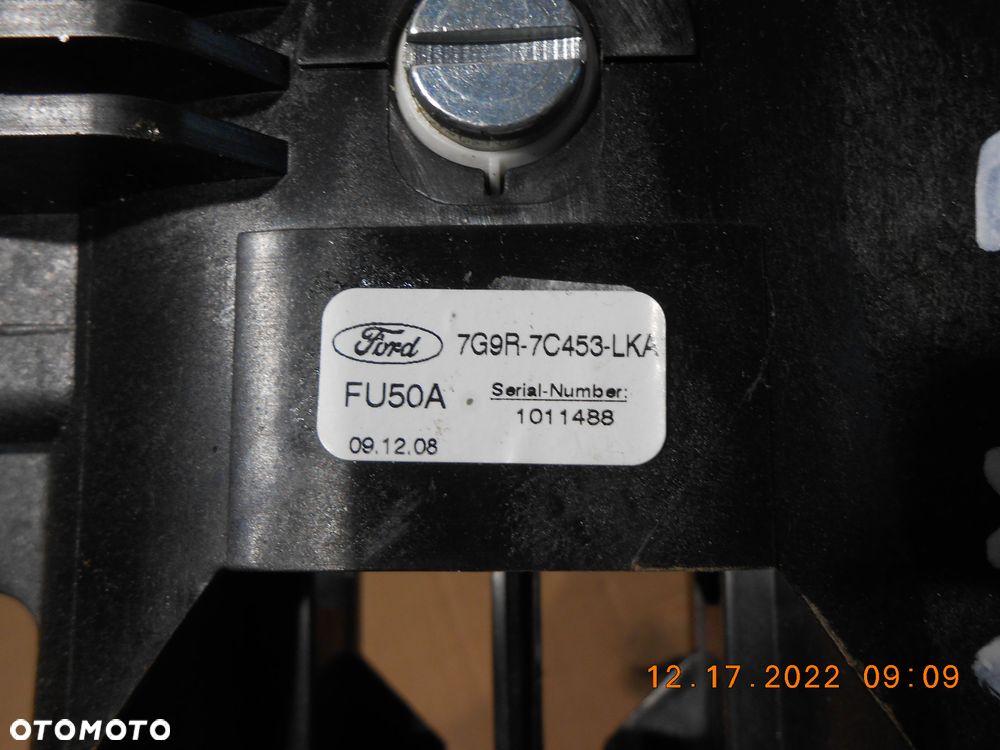 Ford 7G9R-7C453-LKA
FU50A Serial-Number:
1011488
09.12.08
12.17.2022 09:09
OTOMOTO